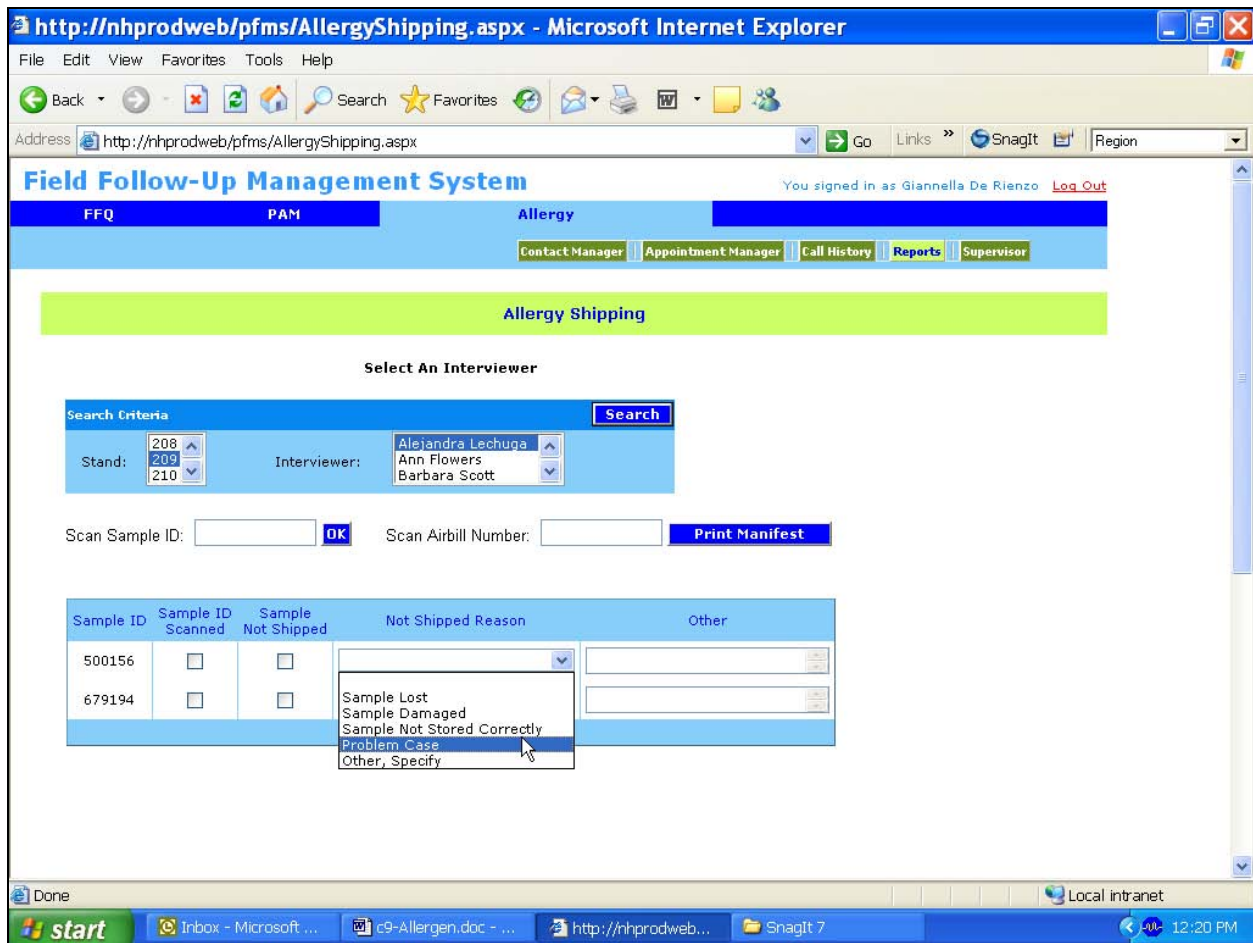 http://nhprodweb/pfms/AllergyShipping.aspx - Microsoft Internet Explorer
File Edit View Favorites Tools Help
Back Search Favorites
Address http://nhprodweb/pfms/AllergyShipping.aspx Go Links » SnagIt Region
Field Follow-Up Management System
You signed in as Giannella De Rienzo Log Out
FFQ PAM Allergy
Contact Manager Appointment Manager Call History Reports Supervisor
Allergy Shipping
Select An Interviewer
Search Criteria Search
Stand: 208 209 210 Interviewer: Alejandra Lechuga Ann Flowers Barbara Scott
Scan Sample ID: OK Scan Airbill Number: Print Manifest
Sample ID Sample ID Scanned Sample Not Shipped Not Shipped Reason Other
500156
679194
Sample Lost
Sample Damaged
Sample Not Stored Correctly
Problem Case
Other, Specify
Done Local intranet
start Inbox - Microsoft ... c9-Allergen.doc - ... http://nhprodweb... SnagIt 7 12:20 PM